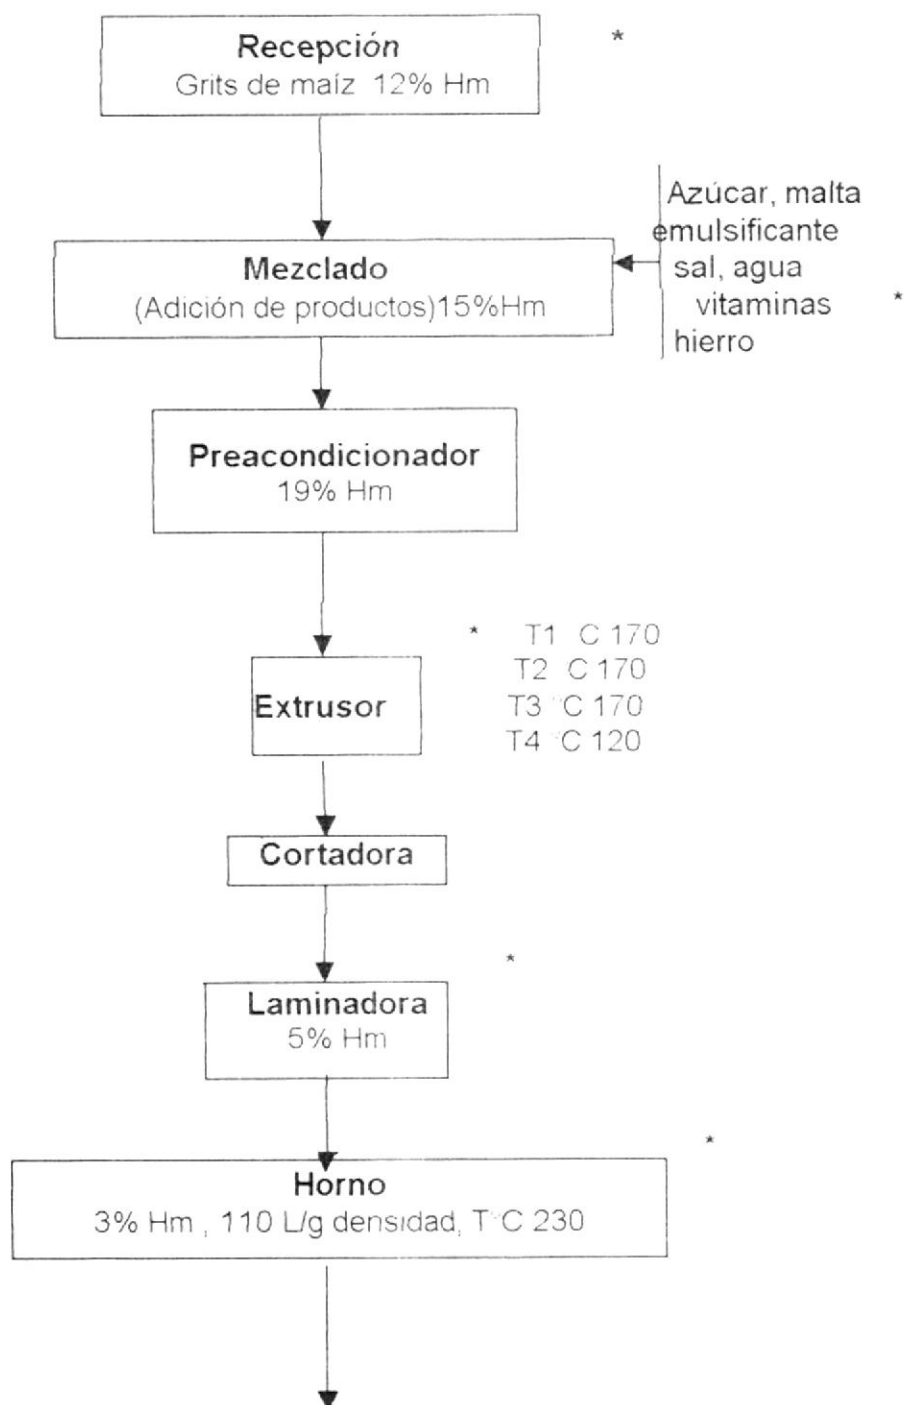 Recepción *
Grits de maíz 12% Hm
Azúcar, malta
emulsificante
sal, agua
vitaminas *
hierro
Mezclado
(Adición de productos)15%Hm
Preacondicionador
19% Hm
* T1 C 170
T2 C 170
T3 °C 170
T4 °C 120
Extrusor
Cortadora
*
Laminadora
5% Hm
*
Horno
3% Hm , 110 L/g densidad, T°C 230